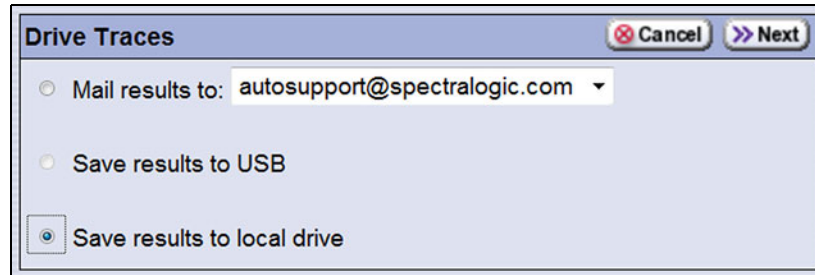 Drive Traces
Cancel
Next
Mail results to: autosupport@spectralogic.com
Save results to USB
Save results to local drive